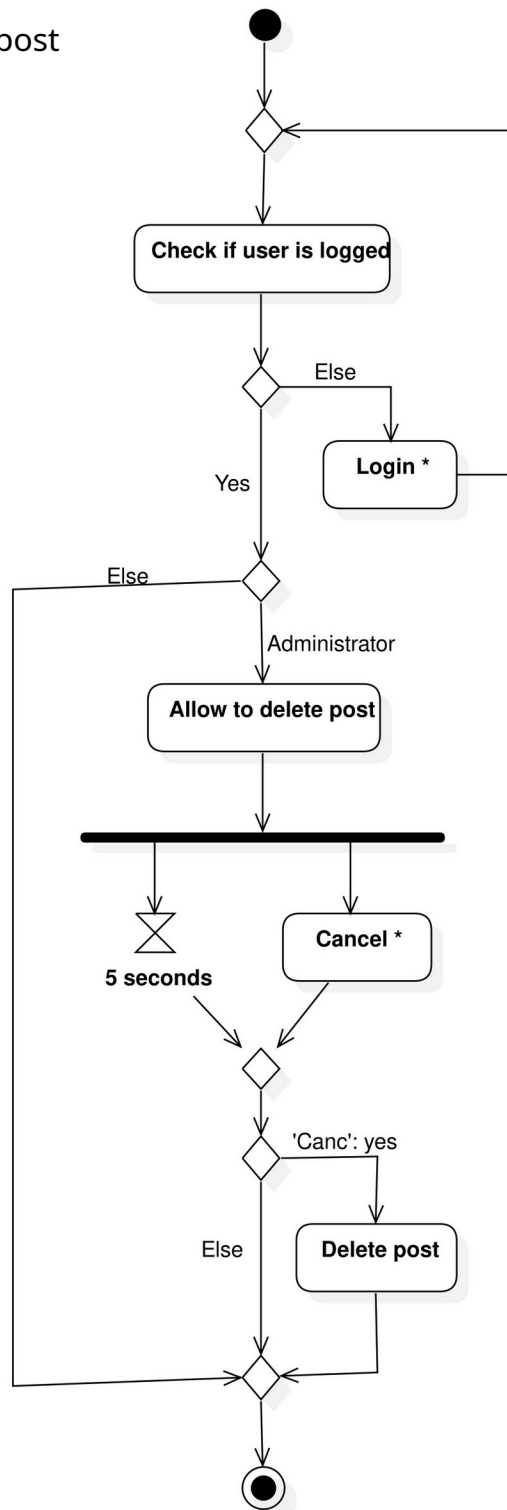 post
Check if user is logged
Else
Login *
Yes
Else
Administrator
Allow to delete post
Cancel *
5 seconds
'Canc': yes
Else
Delete post